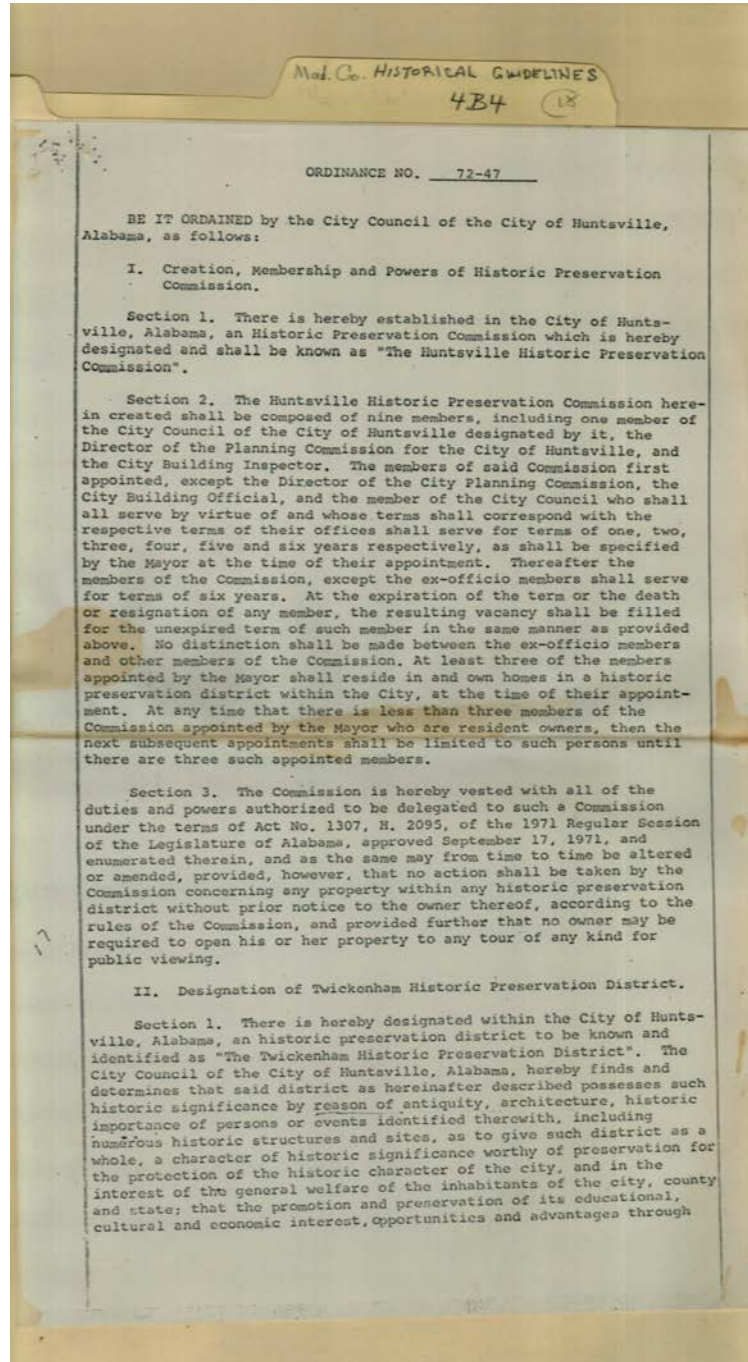 Mad. Co. HISTORICAL GUIDELINES
4B4 18
ORDINANCE NO. 72-47
BE IT ORDAINED by the City Council of the City of Huntsville,
Alabama, as follows:
I. Creation, Membership and Powers of Historic Preservation
Commission.
Section 1. There is hereby established in the City of Hunts-
ville, Alabama, an Historic Preservation Commission which is hereby
designated and shall be known as "The Huntsville Historic Preservation
Commission".
Section 2. The Huntsville Historic Preservation Commission here-
in created shall be composed of nine members, including one member of
the City Council of the City of Huntsville designated by it, the
Director of the Planning Commission for the City of Huntsville, and
the City Building Inspector. The members of said Commission first
appointed, except the Director of the City Planning Commission, the
City Building Official, and the member of the City Council who shall
all serve by virtue of and whose terms shall correspond with the
respective terms of their offices shall serve for terms of one, two,
three, four, five and six years respectively, as shall be specified
by the Mayor at the time of their appointment. Thereafter the
members of the Commission, except the ex-officio members shall serve
for terms of six years. At the expiration of the term or the death
or resignation of any member, the resulting vacancy shall be filled
for the unexpired term of such member in the same manner as provided
above. No distinction shall be made between the ex-officio members
and other members of the Commission. At least three of the members
appointed by the Mayor shall reside in and own homes in a historic
preservation district within the City, at the time of their appoint-
ment. At any time that there is less than three members of the
Commission appointed by the Mayor who are resident owners, then the
next subsequent appointments shall be limited to such persons until
there are three such appointed members.
Section 3. The Commission is hereby vested with all of the
duties and powers authorized to be delegated to such a Commission
under the terms of Act No. 1307, H. 2095, of the 1971 Regular Session
of the Legislature of Alabama, approved September 17, 1971, and
enumerated therein, and as the same may from time to time be altered
or amended, provided, however, that no action shall be taken by the
Commission concerning any property within any historic preservation
district without prior notice to the owner thereof, according to the
rules of the Commission, and provided further that no owner may be
required to open his or her property to any tour of any kind for
public viewing.
II. Designation of Twickenham Historic Preservation District.
Section 1. There is hereby designated within the City of Hunts-
ville, Alabama, an historic preservation district to be known and
identified as "The Twickenham Historic Preservation District". The
City Council of the City of Huntsville, Alabama, hereby finds and
determines that said district as hereinafter described possesses such
historic significance by reason of antiquity, architecture, historic
importance of persons or events identified therewith, including
numerous historic structures and sites, as to give such district as a
whole, a character of historic significance worthy of preservation for
the protection of the historic character of the city, and in the
interest of the general welfare of the inhabitants of the city, county
and state; that the promotion and preservation of its educational,
cultural and economic interest, opportunities and advantages through